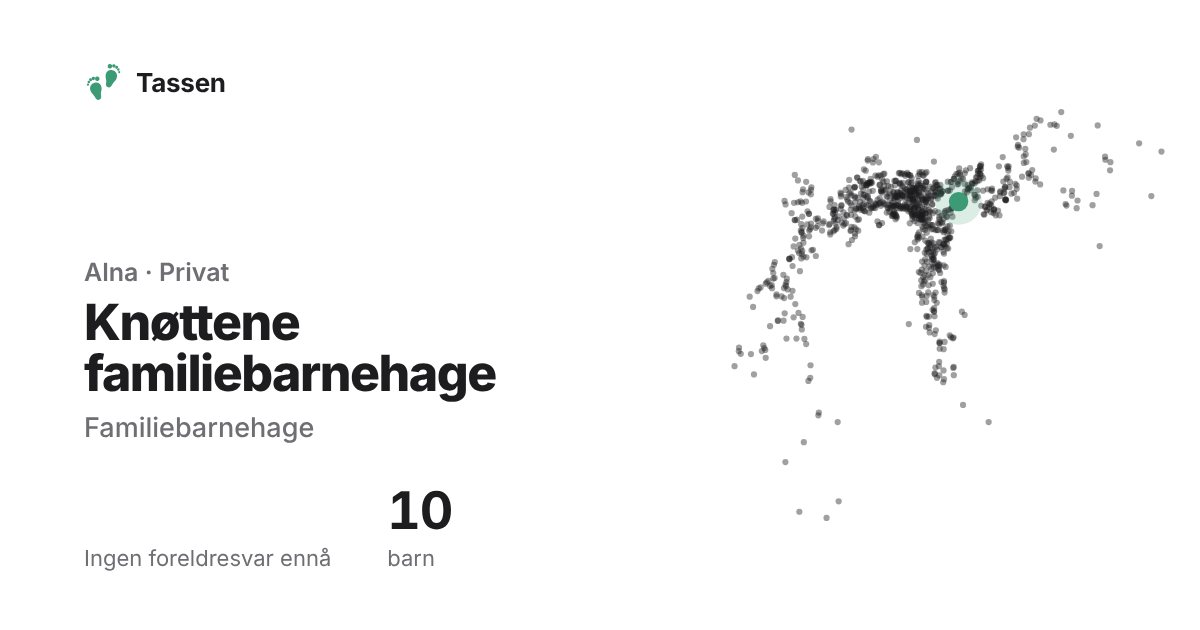 Tassen
Alna · Privat
Knøttene
familiebarnehage
Familiebarnehage
10
Ingen foreldresvar ennå
barn